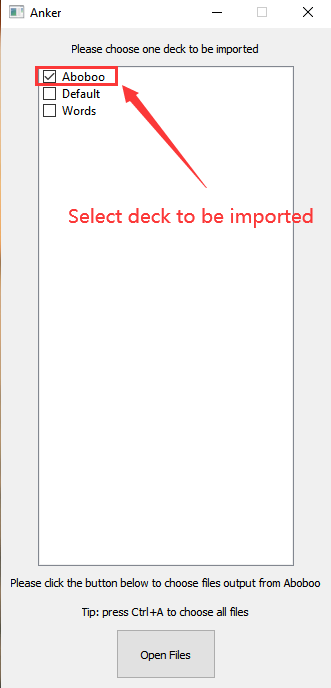 Anker
Please choose one deck to be imported
Aboboo
Default
Words
Select deck to be imported
Please click the button below to choose files output from Aboboo
Tip: press Ctrl+A to choose all files
Open Files